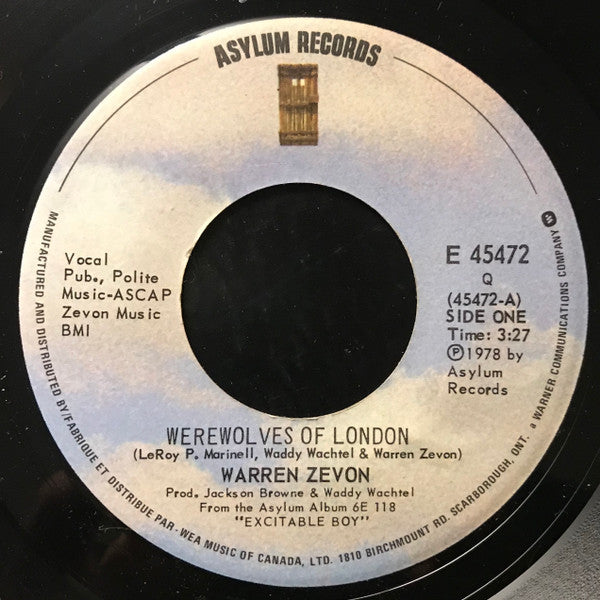 ASYLUM RECORDS
Vocal
Pub., Polite
Music-ASCAP
Zevon Music
BMI
E 45472
Q
(45472-A)
SIDE ONE
Time: 3:27
Ⓟ1978 by
Asylum
Records
WEREWOLVES OF LONDON
(LeRoy P. Marinell, Waddy Wachtel & Warren Zevon)
WARREN ZEVON
Prod. Jackson Browne & Waddy Wachtel
From the Asylum Album 6E 118
"EXCITABLE BOY"
MANUFACTURED AND DISTRIBUTED BY/FABRIQUE ET DISTRIBUE PAR-WEA MUSIC OF CANADA, LTD. 1810 BIRCHMOUNT RD. SCARBOROUGH, ONT. a WARNER COMMUNICATIONS COMPANY W